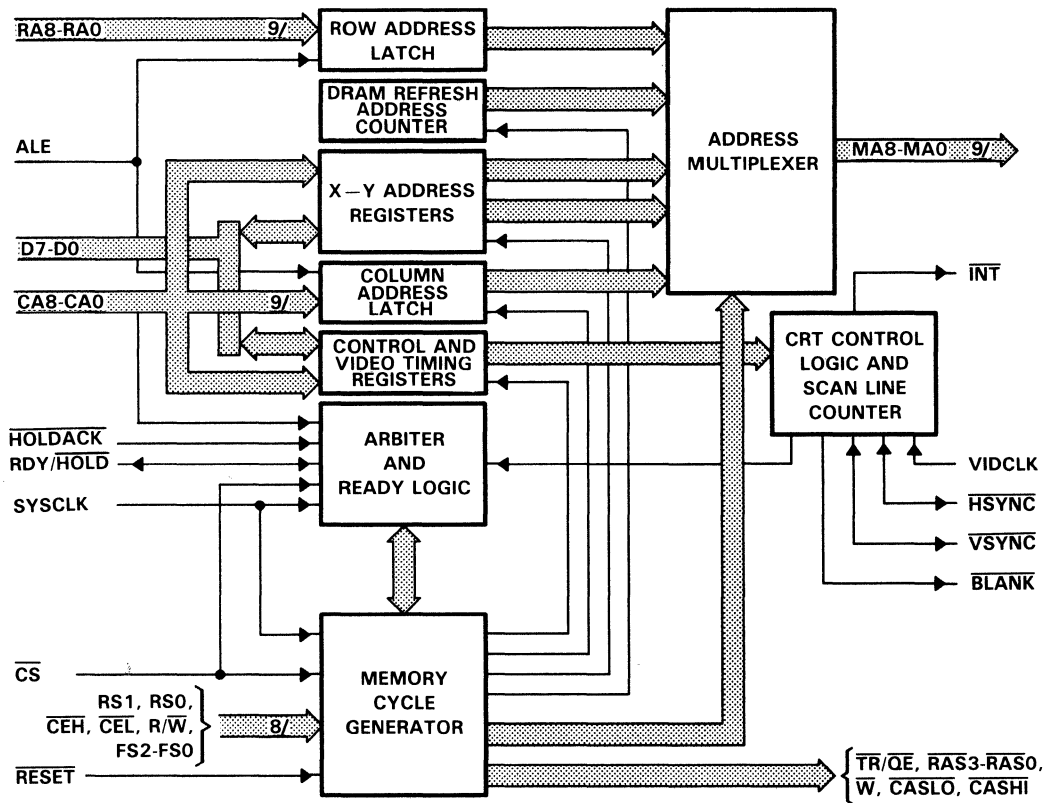 RA8-RA0
9/
ROW ADDRESS
LATCH
DRAM REFRESH
ADDRESS
COUNTER
ADDRESS
MULTIPLEXER
MA8-MA0
9/
ALE
X—Y ADDRESS
REGISTERS
D7-D0
COLUMN
ADDRESS
LATCH
CA8-CA0
9/
INT
CONTROL AND
VIDEO TIMING
REGISTERS
CRT CONTROL
LOGIC AND
SCAN LINE
COUNTER
ARBITER
AND
READY LOGIC
HOLDACK
RDY/HOLD
SYSCLK
VIDCLK
HSYNC
VSYNC
BLANK
MEMORY
CYCLE
GENERATOR
CS
RS1, RS0,
CEH, CEL, R/W,
FS2-FS0
8/
RESET
TR/QE, RAS3-RAS0,
W, CASLO, CASHI